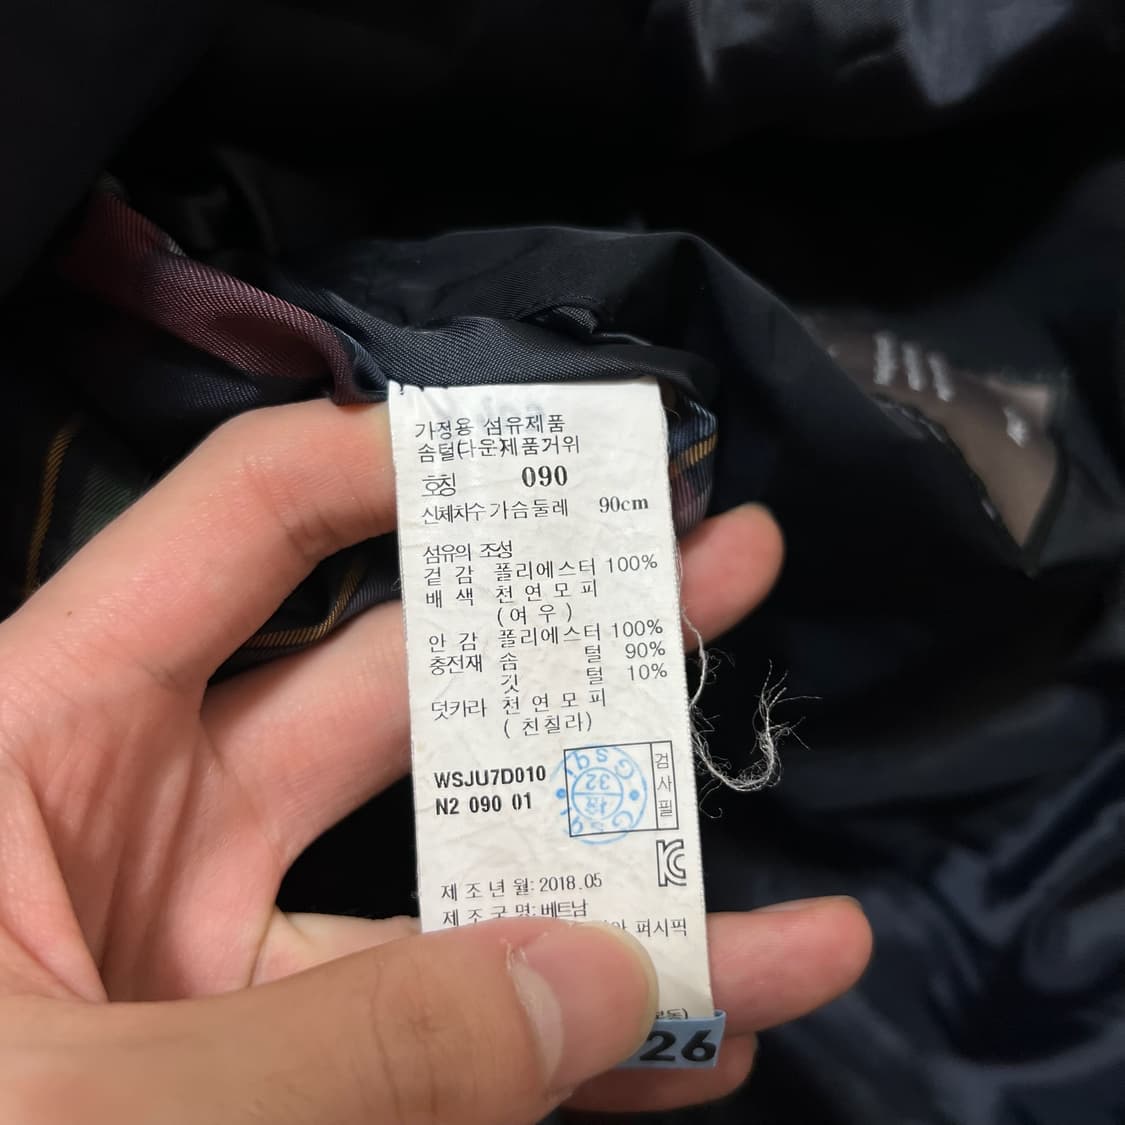 가정용 섬유제품
솜털(다운)제품거위
호칭 090
신체치수 가슴둘레 90cm
섬유의 조성
겉감 폴리에스터 100%
배색 천연모피
(여우)
안감 폴리에스터 100%
충전재 솜털 90%
깃털 10%
덧카라 천연모피
(친칠라)
WSJU7D010
N2 090 01
검사필
32
제조년월: 2018.05
제조국명: 베트남
퍼시픽
26